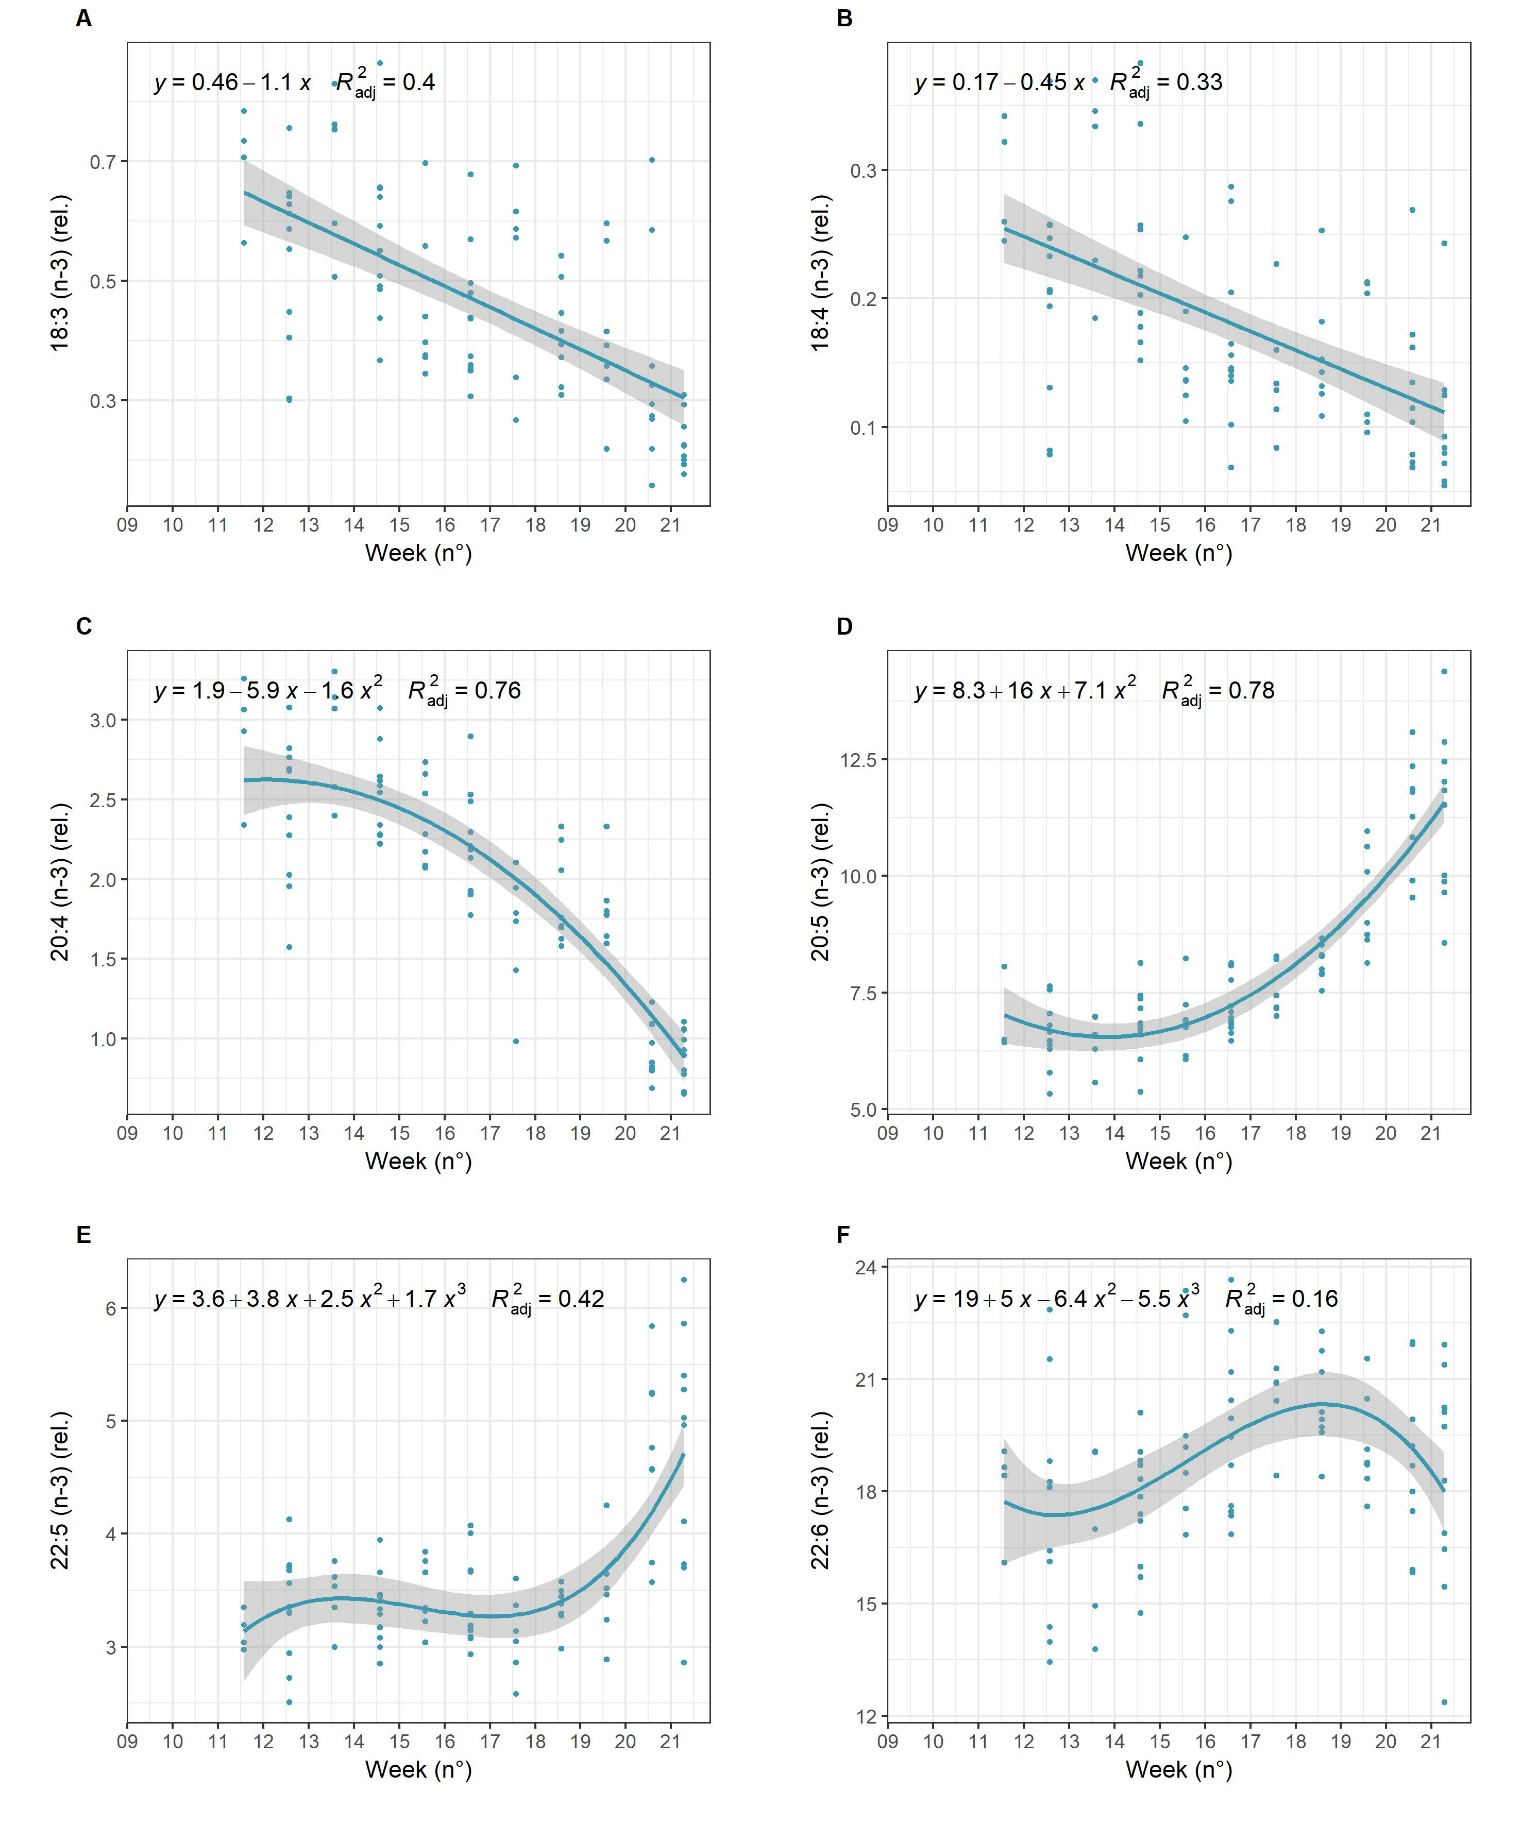 A
y = 0.46 − 1.1 x R²adj = 0.4
18:3 (n-3) (rel.)
0.7
0.5
0.3
09 10 11 12 13 14 15 16 17 18 19 20 21
Week (n°)
B
y = 0.17 − 0.45 x R²adj = 0.33
18:4 (n-3) (rel.)
0.3
0.2
0.1
09 10 11 12 13 14 15 16 17 18 19 20 21
Week (n°)
C
y = 1.9 − 5.9 x − 1.6 x² R²adj = 0.76
20:4 (n-3) (rel.)
3.0
2.5
2.0
1.5
1.0
09 10 11 12 13 14 15 16 17 18 19 20 21
Week (n°)
D
y = 8.3 + 16 x + 7.1 x² R²adj = 0.78
20:5 (n-3) (rel.)
12.5
10.0
7.5
5.0
09 10 11 12 13 14 15 16 17 18 19 20 21
Week (n°)
E
y = 3.6 + 3.8 x + 2.5 x² + 1.7 x³ R²adj = 0.42
22:5 (n-3) (rel.)
6
5
4
3
09 10 11 12 13 14 15 16 17 18 19 20 21
Week (n°)
F
y = 19 + 5 x − 6.4 x² − 5.5 x³ R²adj = 0.16
22:6 (n-3) (rel.)
24
21
18
15
12
09 10 11 12 13 14 15 16 17 18 19 20 21
Week (n°)